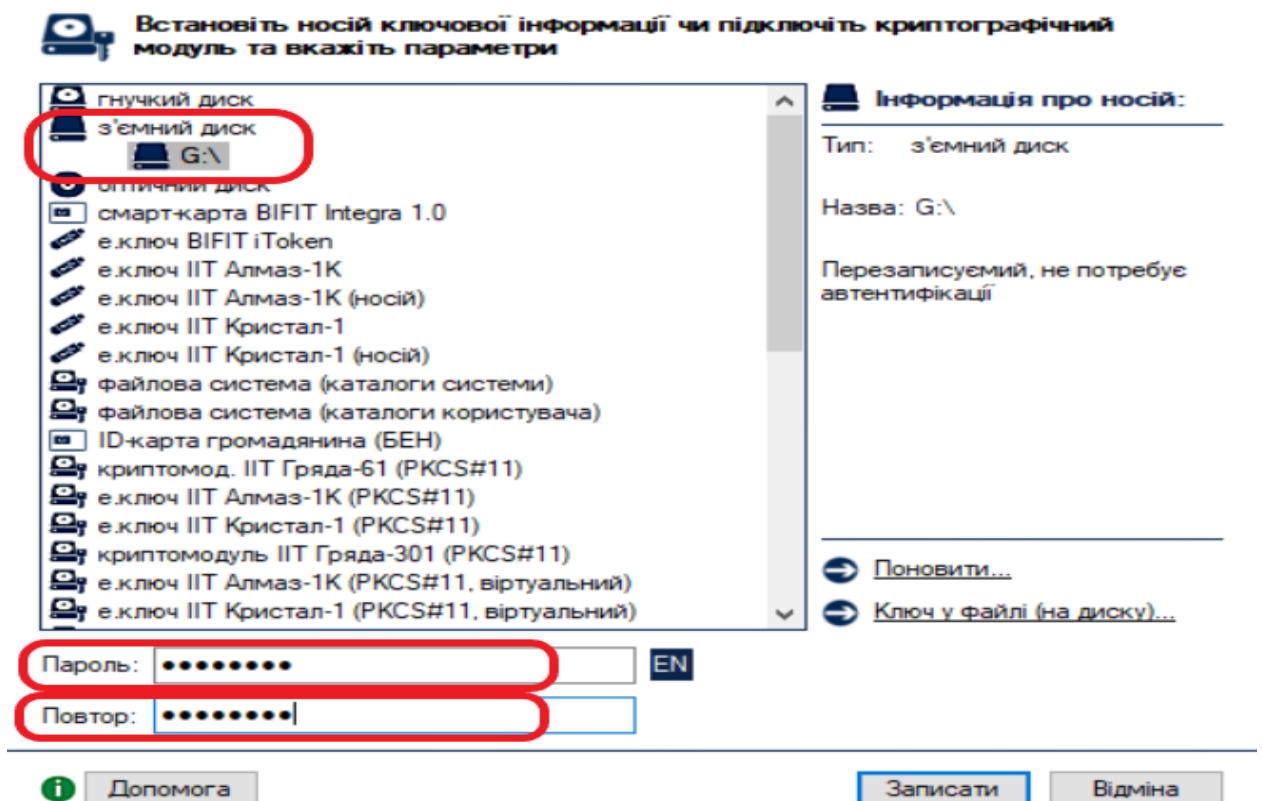 Встановіть носій ключової інформації чи підключіть криптографічний
модуль та вкажіть параметри
гнучкий диск
з'ємний диск
G:\
оптичний диск
смарт-карта BIFIT Integra 1.0
е.ключ BIFIT iToken
е.ключ ІІТ Алмаз-1К
е.ключ ІІТ Алмаз-1К (носій)
е.ключ ІІТ Кристал-1
е.ключ ІІТ Кристал-1 (носій)
файлова система (каталоги системи)
файлова система (каталоги користувача)
ID-карта громадянина (БЕН)
криптомод. ІІТ Гряда-61 (PKCS#11)
е.ключ ІІТ Алмаз-1К (PKCS#11)
е.ключ ІІТ Кристал-1 (PKCS#11)
криптомодуль ІІТ Гряда-301 (PKCS#11)
е.ключ ІІТ Алмаз-1К (PKCS#11, віртуальний)
е.ключ ІІТ Кристал-1 (PKCS#11, віртуальний)
Інформація про носій:
Тип: з'ємний диск
Назва: G:\
Перезаписуємий, не потребує
автентифікації
Поновити...
Ключ у файлі (на диску)...
Пароль: ●●●●●●●● EN
Повтор: ●●●●●●●●
Допомога
Записати
Відміна